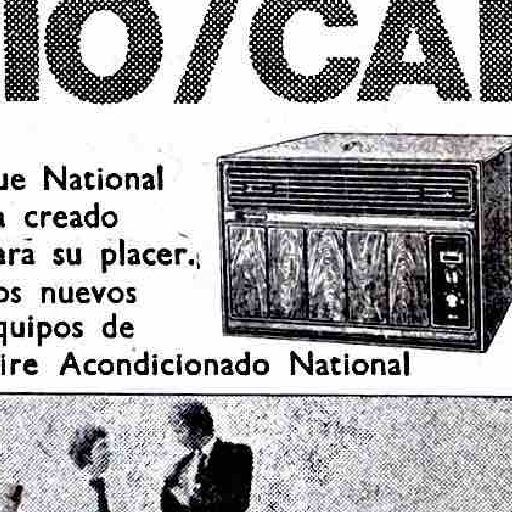 IO/CA
ue National
a creado
ara su placer.
os nuevos
quipos de
ire Acondicionado National